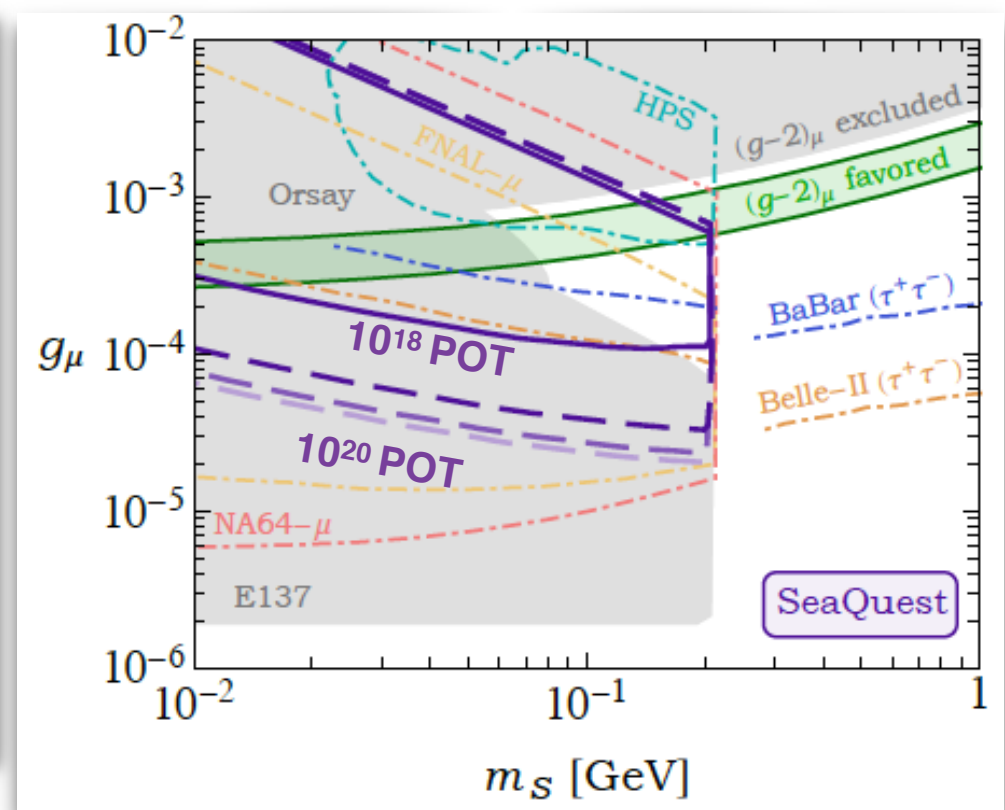 10⁻²
10⁻³
10⁻⁴
10⁻⁵
10⁻⁶
gμ
10⁻²
10⁻¹
1
mS [GeV]
HPS
(g−2)μ excluded
FNAL−μ
Orsay
(g−2)μ favored
BaBar (τ⁺τ⁻)
10¹⁸ POT
Belle−II (τ⁺τ⁻)
10²⁰ POT
NA64−μ
E137
SeaQuest